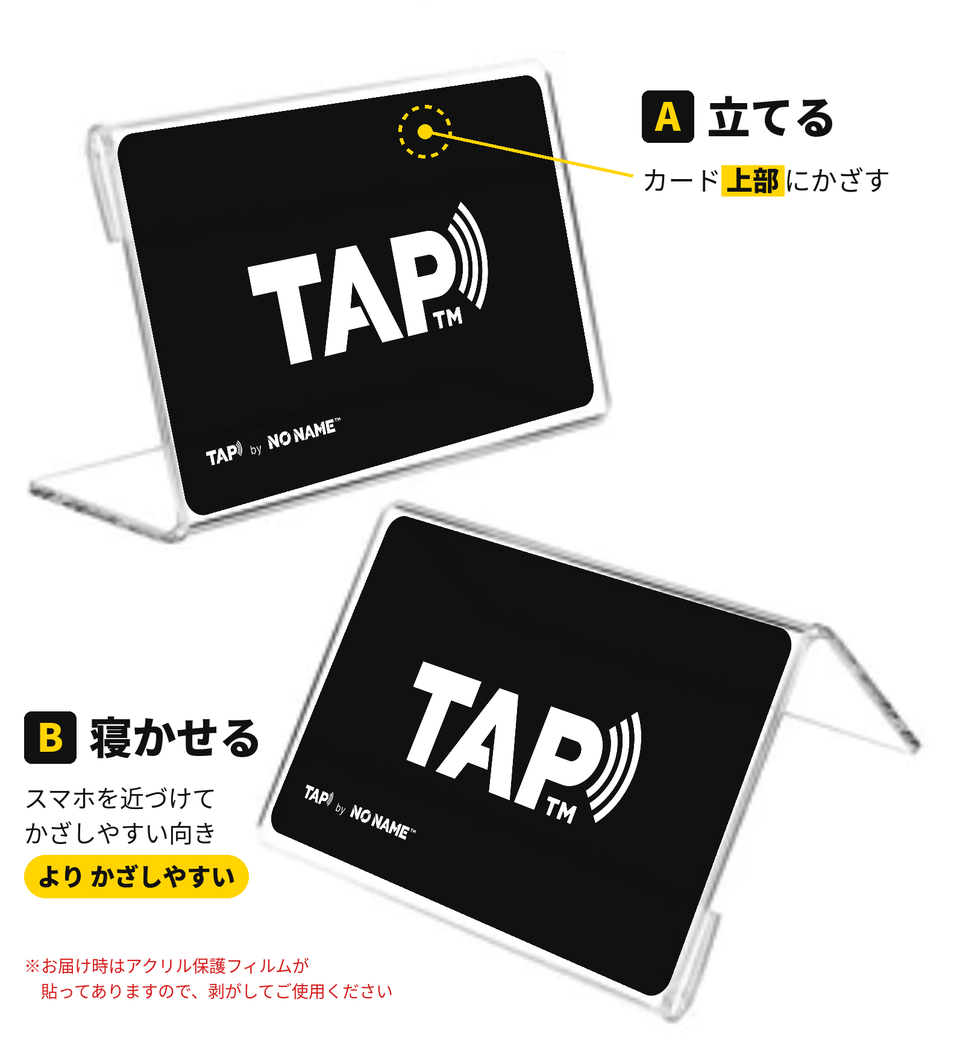 A 立てる
カード上部にかざす
TAP™
TAP by NO NAME™
TAP™
TAP by NO NAME™
B 寝かせる
スマホを近づけて
かざしやすい向き
より かざしやすい
※お届け時はアクリル保護フィルムが
貼ってありますので、剥がしてご使用ください